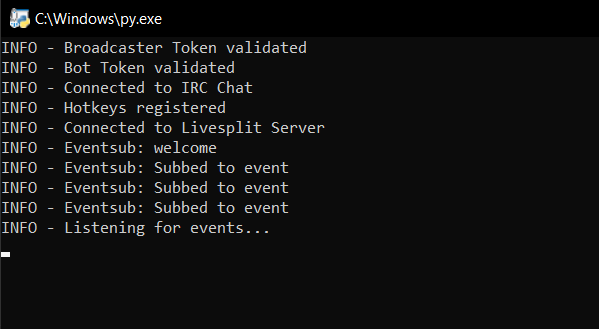 C:\Windows\py.exe
INFO - Broadcaster Token validated
INFO - Bot Token validated
INFO - Connected to IRC Chat
INFO - Hotkeys registered
INFO - Connected to Livesplit Server
INFO - Eventsub: welcome
INFO - Eventsub: Subbed to event
INFO - Eventsub: Subbed to event
INFO - Eventsub: Subbed to event
INFO - Listening for events...